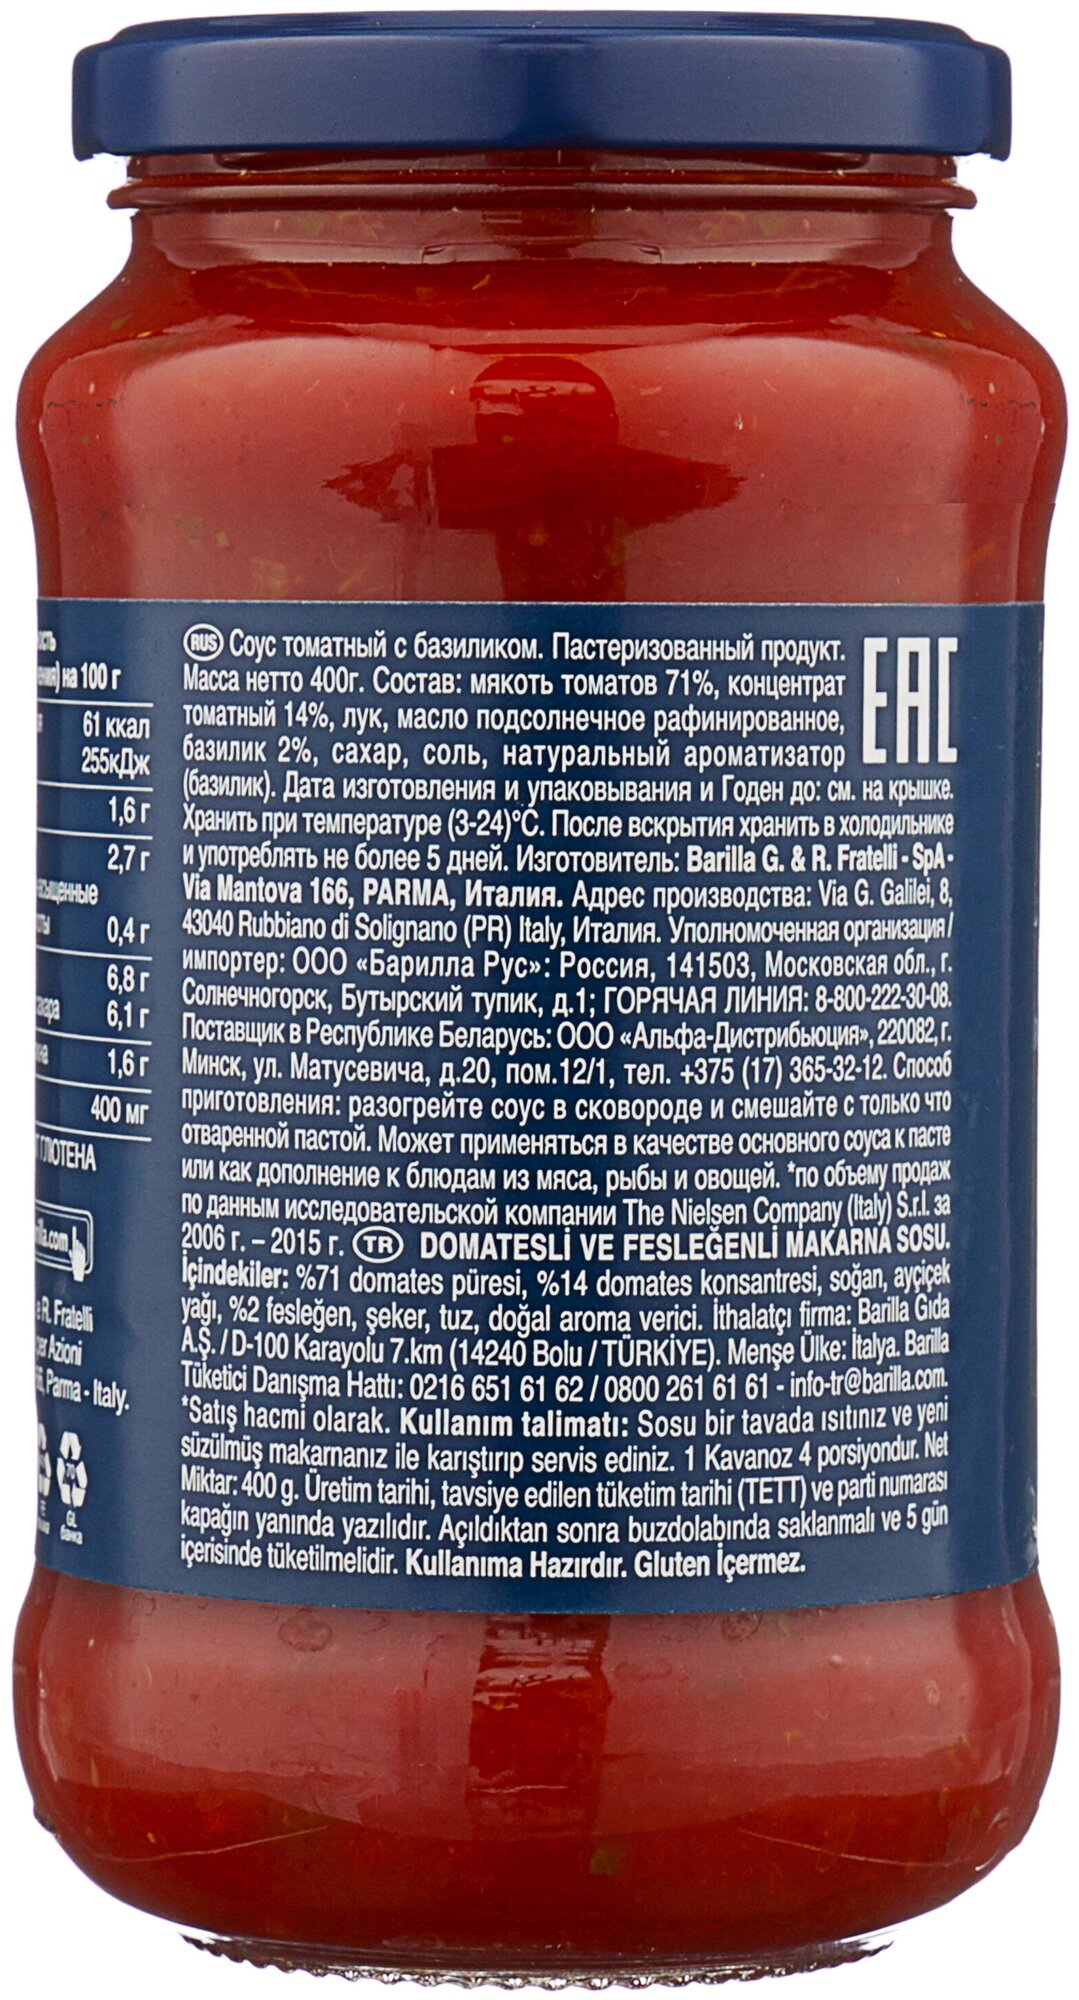 на 100 г
61 ккал
255кДж
1,6 г
2,7 г
0,4 г
6,8 г
6,1 г
1,6 г
400 мг
ГЛЮТЕНА
R. Fratelli
Azioni
Parma - Italy.
GL
банка
RUS Соус томатный с базиликом. Пастеризованный продукт.
Масса нетто 400г. Состав: мякоть томатов 71%, концентрат
томатный 14%, лук, масло подсолнечное рафинированное,
базилик 2%, сахар, соль, натуральный ароматизатор
EAC
(базилик). Дата изготовления и упаковывания и Годен до: см. на крышке.
Хранить при температуре (3-24)°С. После вскрытия хранить в холодильнике
и употреблять не более 5 дней. Изготовитель: Barilla G. & R. Fratelli - SpA -
Via Mantova 166, PARMA, Италия. Адрес производства: Via G. Galilei, 8,
43040 Rubbiano di Solignano (PR) Italy, Италия. Уполномоченная организация /
импортер: ООО «Барилла Рус»: Россия, 141503, Московская обл., г.
Солнечногорск, Бутырский тупик, д.1; ГОРЯЧАЯ ЛИНИЯ: 8-800-222-30-08.
Поставщик в Республике Беларусь: ООО «Альфа-Дистрибьюция», 220082, г.
Минск, ул. Матусевича, д.20, пом.12/1, тел. +375 (17) 365-32-12. Способ
приготовления: разогрейте соус в сковороде и смешайте с только что
отваренной пастой. Может применяться в качестве основного соуса к пасте
или как дополнение к блюдам из мяса, рыбы и овощей. *по объему продаж
по данным исследовательской компании The Nielsen Company (Italy) S.r.l. за
2006 г. – 2015 г. TR DOMATESLİ VE FESLEĞENLİ MAKARNA SOSU.
İçindekiler: %71 domates püresi, %14 domates konsantresi, soğan, ayçiçek
yağı, %2 fesleğen, şeker, tuz, doğal aroma verici. İthalatçı firma: Barilla Gıda
A.Ş. / D-100 Karayolu 7.km (14240 Bolu / TÜRKİYE). Menşe Ülke: İtalya. Barilla
Tüketici Danışma Hattı: 0216 651 61 62 / 0800 261 61 61 - info-tr@barilla.com.
*Satış hacmi olarak. Kullanım talimatı: Sosu bir tavada ısıtınız ve yeni
süzülmüş makarnanız ile karıştırıp servis ediniz. 1 Kavanoz 4 porsiyondur. Net
Miktar: 400 g. Üretim tarihi, tavsiye edilen tüketim tarihi (TETT) ve parti numarası
kapağın yanında yazılıdır. Açıldıktan sonra buzdolabında saklanmalı ve 5 gün
içerisinde tüketilmelidir. Kullanıma Hazırdır. Gluten İçermez.